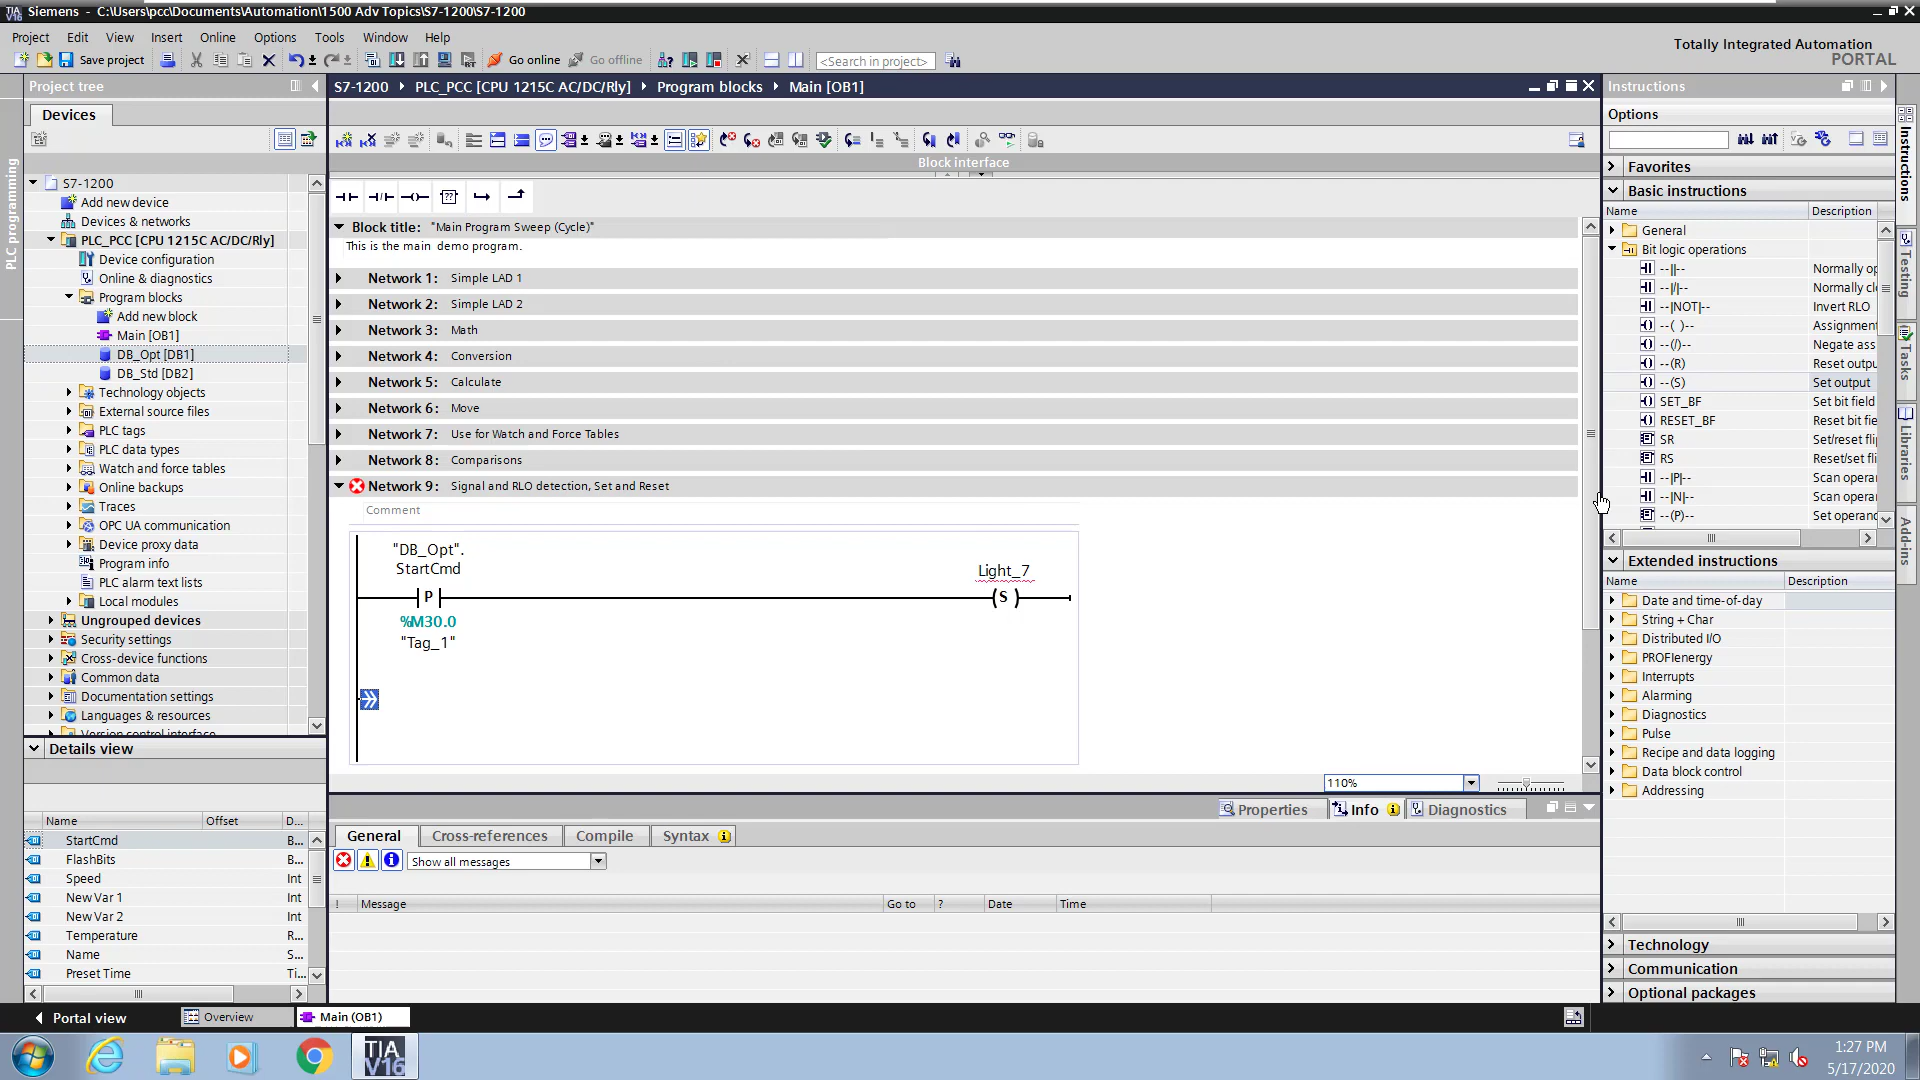 Siemens - C:\Users\pcc\Documents\Automation\1500 Adv Topics\S7-1200\S7-1200
Project Edit View Insert Online Options Tools Window Help
Totally Integrated Automation
PORTAL
Save project
Go online
Go offline
<Search in project>
Project tree
Devices
PLC programming
S7-1200
Add new device
Devices & networks
PLC_PCC [CPU 1215C AC/DC/Rly]
Device configuration
Online & diagnostics
Program blocks
Add new block
Main [OB1]
DB_Opt [DB1]
DB_Std [DB2]
Technology objects
External source files
PLC tags
PLC data types
Watch and force tables
Online backups
Traces
OPC UA communication
Device proxy data
Program info
PLC alarm text lists
Local modules
Ungrouped devices
Security settings
Cross-device functions
Common data
Documentation settings
Languages & resources
Version control interface
Details view
Name Offset D...
StartCmd B...
FlashBits B...
Speed Int
New Var 1 Int
New Var 2 Int
Temperature R...
Name S...
Preset Time Ti...
S7-1200 PLC_PCC [CPU 1215C AC/DC/Rly] Program blocks Main [OB1]
Block interface
??
Block title: "Main Program Sweep (Cycle)"
This is the main demo program.
Network 1: Simple LAD 1
Network 2: Simple LAD 2
Network 3: Math
Network 4: Conversion
Network 5: Calculate
Network 6: Move
Network 7: Use for Watch and Force Tables
Network 8: Comparisons
Network 9: Signal and RLO detection, Set and Reset
Comment
"DB_Opt".
StartCmd
Light_7
P
S
%M30.0
"Tag_1"
110%
Properties
Info
Diagnostics
General Cross-references Compile Syntax
Show all messages
! Message Go to ? Date Time
Instructions
Options
Favorites
Basic instructions
Name Description
General
Bit logic operations
--||-- Normally op
--|/|-- Normally clo
--|NOT|-- Invert RLO
--( )-- Assignment
--(/)-- Negate ass
--(R) Reset outpu
--(S) Set output
SET_BF Set bit field
RESET_BF Reset bit fie
SR Set/reset fli
RS Reset/set fli
--|P|-- Scan opera
--|N|-- Scan opera
--(P)-- Set operand
Extended instructions
Name Description
Date and time-of-day
String + Char
Distributed I/O
PROFIenergy
Interrupts
Alarming
Diagnostics
Pulse
Recipe and data logging
Data block control
Addressing
Technology
Communication
Optional packages
Instructions
Testing
Tasks
Libraries
Add-ins
Portal view
Overview
Main (OB1)
TIA
V16
1:27 PM
5/17/2020